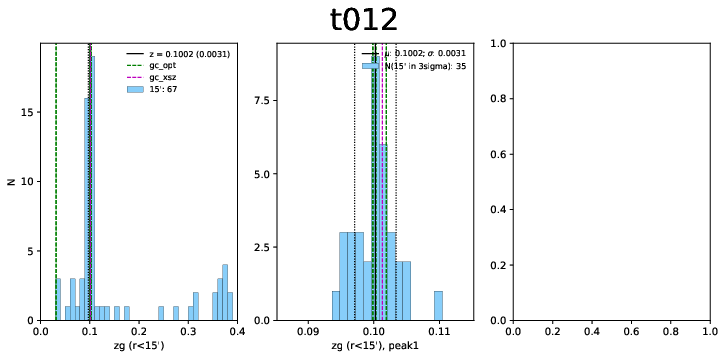 t012
z = 0.1002 (0.0031)
gc_opt
gc_xsz
15': 67
N
15
10
5
0
0.0 0.1 0.2 0.3 0.4
zg (r<15')
μ: 0.1002; σ: 0.0031
N(15' in 3sigma): 35
7.5
5.0
2.5
0.0
0.09 0.10 0.11
zg (r<15'), peak1
1.0
0.8
0.6
0.4
0.2
0.0
0.0 0.2 0.4 0.6 0.8 1.0